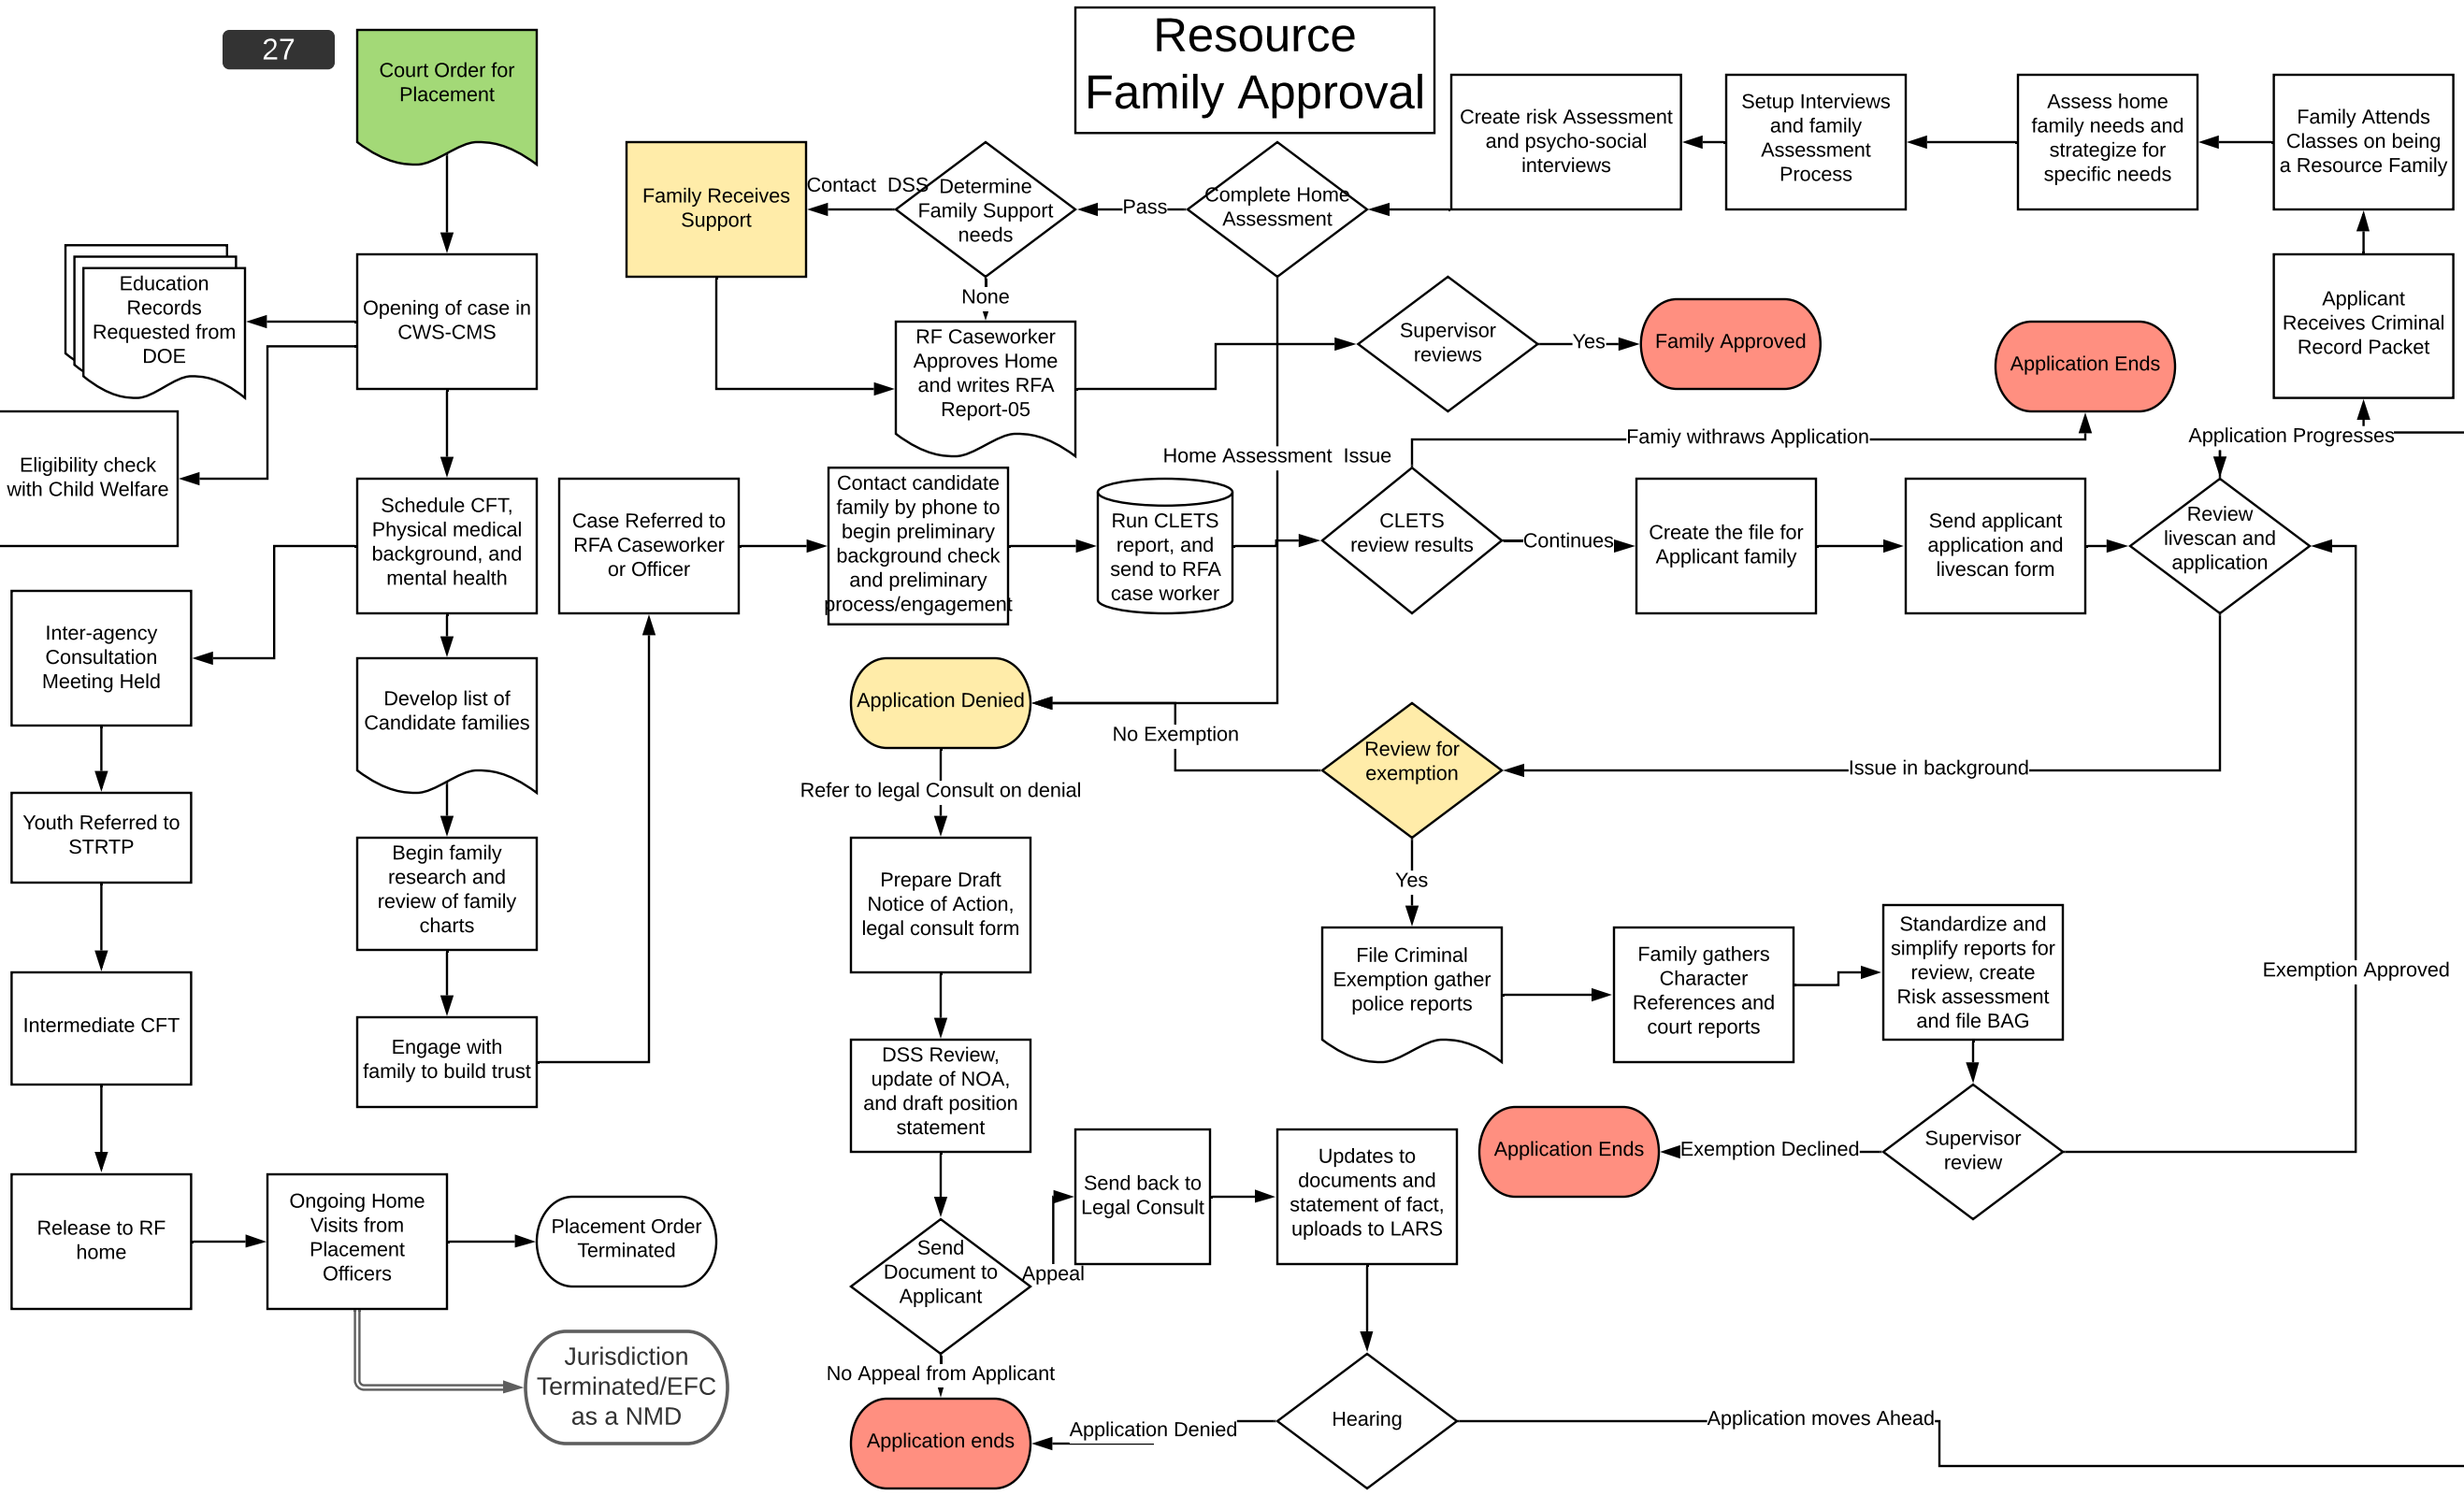 27
Resource
Family Approval
Court Order for
Placement
Opening of case in
CWS-CMS
Education
Records
Requested from
DOE
Eligibility check
with Child Welfare
Schedule CFT,
Physical medical
background, and
mental health
Inter-agency
Consultation
Meeting Held
Youth Referred to
STRTP
Intermediate CFT
Release to RF
home
Ongoing Home
Visits from
Placement
Officers
Placement Order
Terminated
Jurisdiction
Terminated/EFC
as a NMD
Develop list of
Candidate families
Begin family
research and
review of family
charts
Engage with
family to build trust
Case Referred to
RFA Caseworker
or Officer
Contact candidate
family by phone to
begin preliminary
background check
and preliminary
process/engagement
Run CLETS
report, and
send to RFA
case worker
CLETS
review results
Famiy withraws Application
Application Ends
Continues
Create the file for
Applicant family
Send applicant
application and
livescan form
Review
livescan and
application
Application Progresses
Applicant
Receives Criminal
Record Packet
Family Attends
Classes on being
a Resource Family
Assess home
family needs and
strategize for
specific needs
Setup Interviews
and family
Assessment
Process
Create risk Assessment
and psycho-social
interviews
Complete Home
Assessment
Pass
Determine
Family Support
needs
Contact DSS
Family Receives
Support
None
RF Caseworker
Approves Home
and writes RFA
Report-05
Supervisor
reviews
Yes
Family Approved
Home Assessment Issue
Issue in background
Review for
exemption
No Exemption
Application Denied
Refer to legal Consult on denial
Prepare Draft
Notice of Action,
legal consult form
DSS Review,
update of NOA,
and draft position
statement
Send
Document to
Applicant
Appeal
No Appeal from Applicant
Application ends
Send back to
Legal Consult
Updates to
documents and
statement of fact,
uploads to LARS
Hearing
Application Denied
Application moves Ahead
Yes
File Criminal
Exemption gather
police reports
Family gathers
Character
References and
court reports
Standardize and
simplify reports for
review, create
Risk assessment
and file BAG
Supervisor
review
Exemption Declined
Application Ends
Exemption Approved